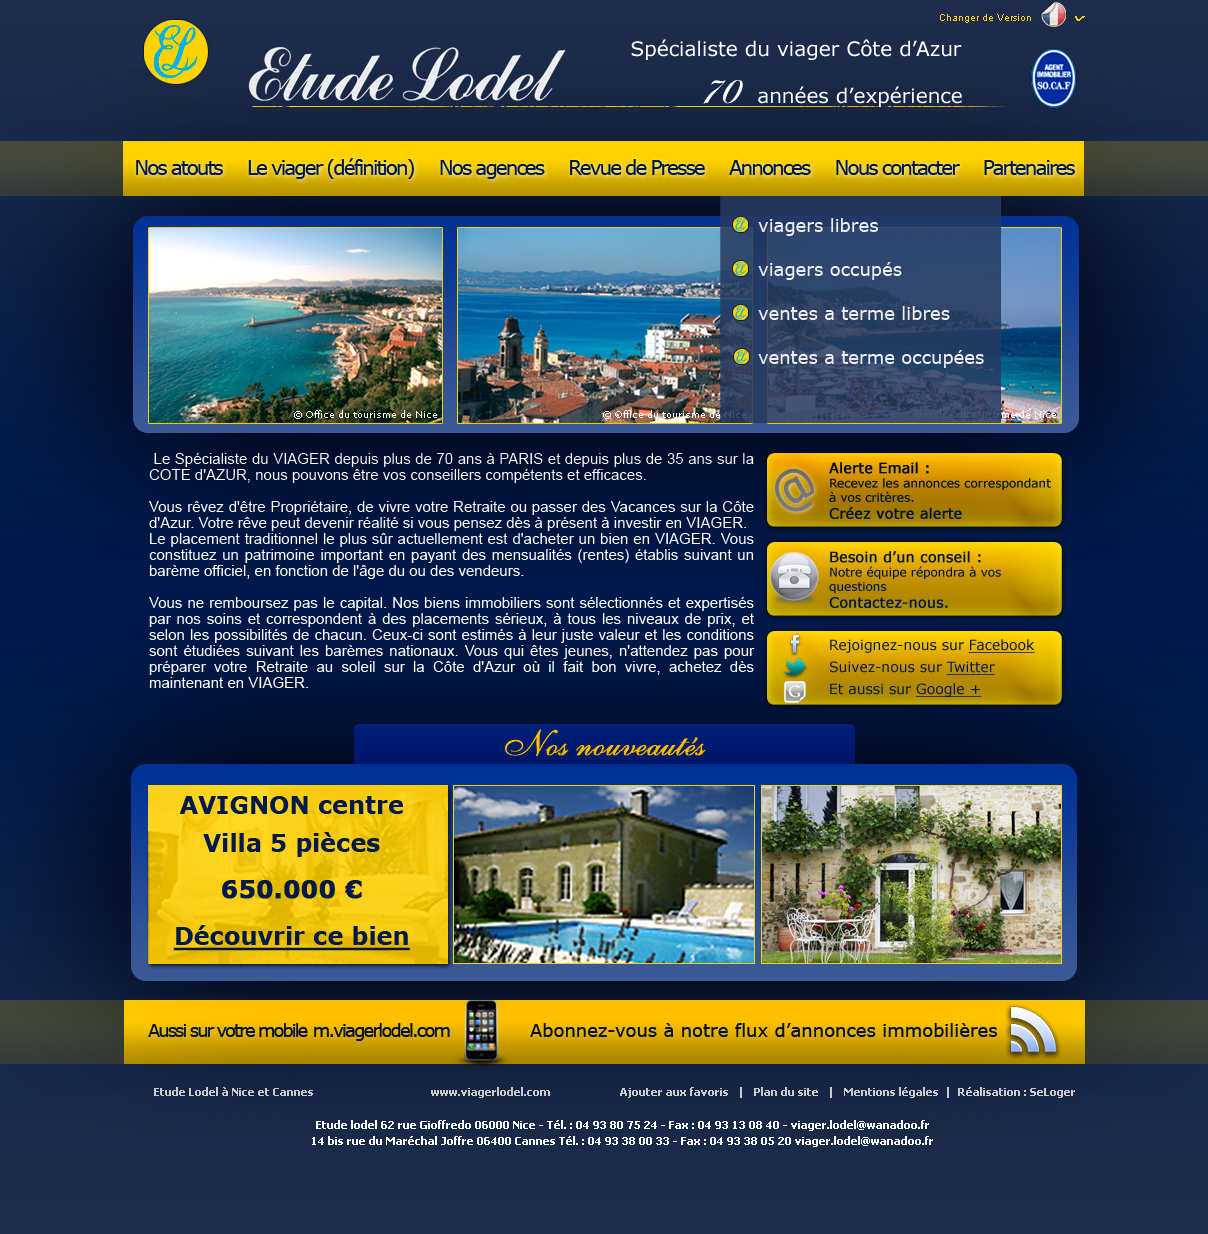 Changer de Version
EL
Etude Lodel
Spécialiste du viager Côte d'Azur
70 années d'expérience
AGENT
IMMOBILIER
SO.CA.F
Nos atouts Le viager (définition) Nos agences Revue de Presse Annonces Nous contacter Partenaires
viagers libres
viagers occupés
ventes a terme libres
ventes a terme occupées
© Office du tourisme de Nice
© Office du tourisme de Nice
du tourisme de Nice
Le Spécialiste du VIAGER depuis plus de 70 ans à PARIS et depuis plus de 35 ans sur la
COTE d'AZUR, nous pouvons être vos conseillers compétents et efficaces.
Vous rêvez d'être Propriétaire, de vivre votre Retraite ou passer des Vacances sur la Côte
d'Azur. Votre rêve peut devenir réalité si vous pensez dès à présent à investir en VIAGER.
Le placement traditionnel le plus sûr actuellement est d'acheter un bien en VIAGER. Vous
constituez un patrimoine important en payant des mensualités (rentes) établis suivant un
barème officiel, en fonction de l'âge du ou des vendeurs.
Vous ne remboursez pas le capital. Nos biens immobiliers sont sélectionnés et expertisés
par nos soins et correspondent à des placements sérieux, à tous les niveaux de prix, et
selon les possibilités de chacun. Ceux-ci sont estimés à leur juste valeur et les conditions
sont étudiées suivant les barèmes nationaux. Vous qui êtes jeunes, n'attendez pas pour
préparer votre Retraite au soleil sur la Côte d'Azur où il fait bon vivre, achetez dès
maintenant en VIAGER.
Alerte Email :
Recevez les annonces correspondant
à vos critères.
Créez votre alerte
Besoin d'un conseil :
Notre équipe répondra à vos
questions
Contactez-nous.
Rejoignez-nous sur Facebook
Suivez-nous sur Twitter
Et aussi sur Google +
Nos nouveautés
AVIGNON centre
Villa 5 pièces
650.000 €
Découvrir ce bien
Aussi sur votre mobile m.viagerlodel.com
Abonnez-vous à notre flux d'annonces immobilières
Etude Lodel à Nice et Cannes www.viagerlodel.com Ajouter aux favoris | Plan du site | Mentions légales | Réalisation : SeLoger
Etude lodel 62 rue Gioffredo 06000 Nice - Tél. : 04 93 80 75 24 - Fax : 04 93 13 08 40 - viager.lodel@wanadoo.fr
14 bis rue du Maréchal Joffre 06400 Cannes Tél. : 04 93 38 00 33 - Fax : 04 93 38 05 20 viager.lodel@wanadoo.fr